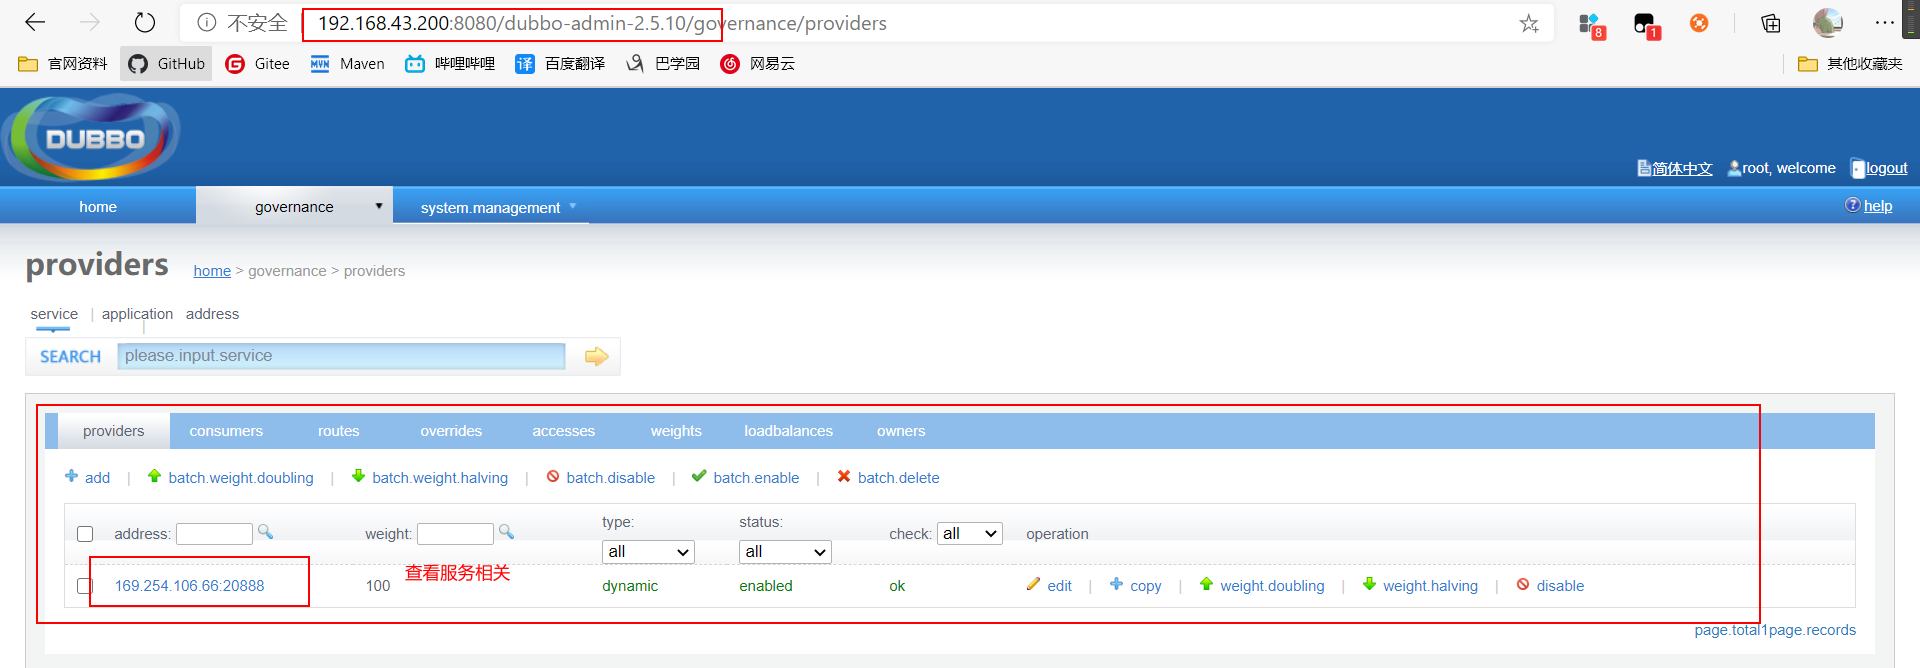 不安全 192.168.43.200:8080/dubbo-admin-2.5.10/governance/providers 8 1
官网资料 GitHub Gitee Maven 哔哩哔哩 译 百度翻译 巴学园 网易云 其他收藏夹
DUBBO
简体中文 root, welcome logout
home governance system.management help
providers home > governance > providers
service | application address
SEARCH please.input.service
providers consumers routes overrides accesses weights loadbalances owners
add | batch.weight.doubling | batch.weight.halving | batch.disable | batch.enable | batch.delete
type: status:
address: weight: check: all operation
all all
查看服务相关
169.254.106.66:20888 100 dynamic enabled ok edit | copy | weight.doubling | weight.halving | disable
page.total1page.records